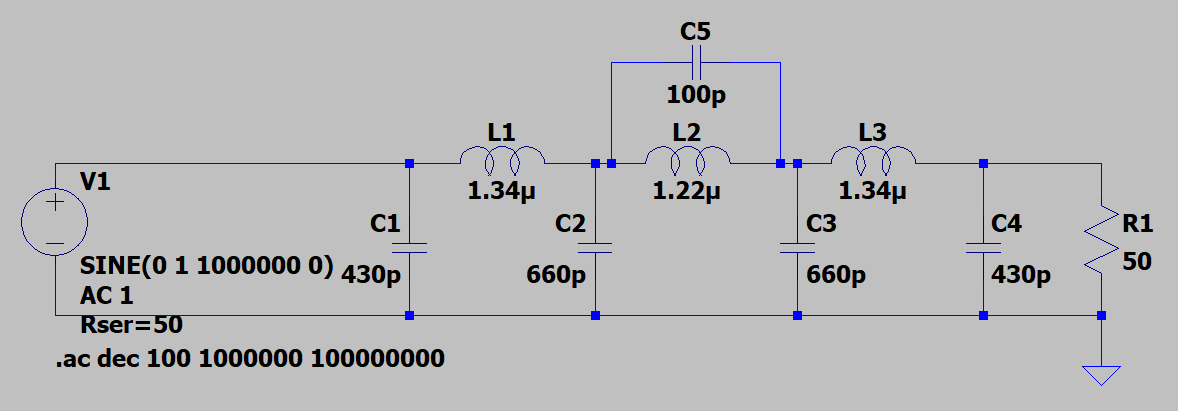 C5
100p
L1
L2
L3
1.34µ
1.22µ
1.34µ
V1
C1
C2
C3
C4
R1
430p
660p
660p
430p
50
SINE(0 1 1000000 0)
AC 1
Rser=50
.ac dec 100 1000000 100000000